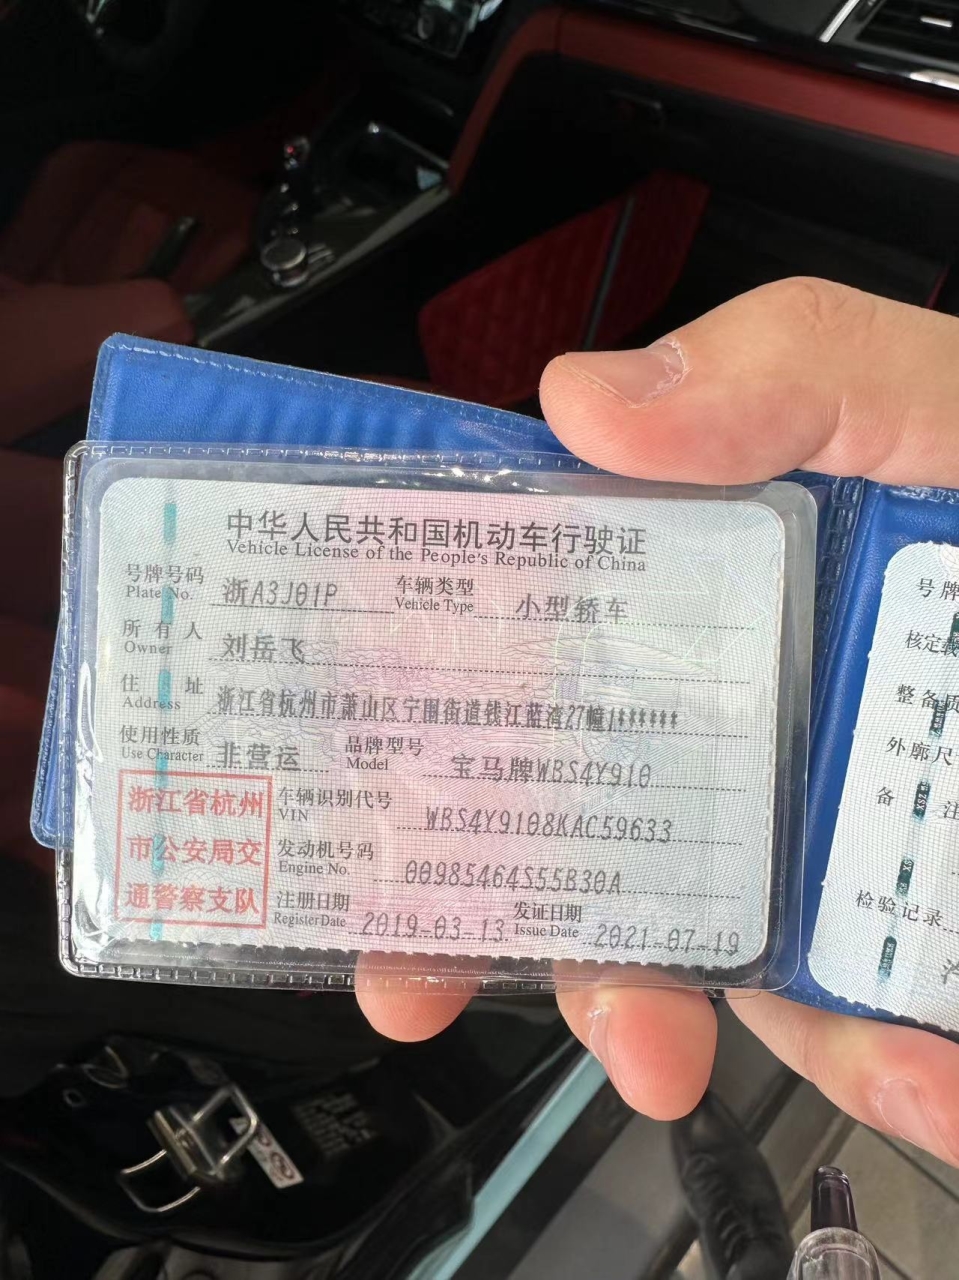 中华人民共和国机动车行驶证
Vehicle License of the People's Republic of China
号牌号码 Plate No. 浙A3J01P 车辆类型 Vehicle Type 小型轿车
所有人 Owner 刘岳飞
住址 Address 浙江省杭州市萧山区宁围街道钱江蓝湾27幢1******
使用性质 Use Character 非营运 品牌型号 Model 宝马牌WBS4Y910
浙江省杭州
市公安局交
通警察支队
车辆识别代号 VIN WBS4Y9108KAC59633
发动机号码 Engine No. 00985464S55B30A
注册日期 Register Date 2019-03-13 发证日期 Issue Date 2021-07-19
号牌
核定载
整备质
外廓尺
备注
检验记录